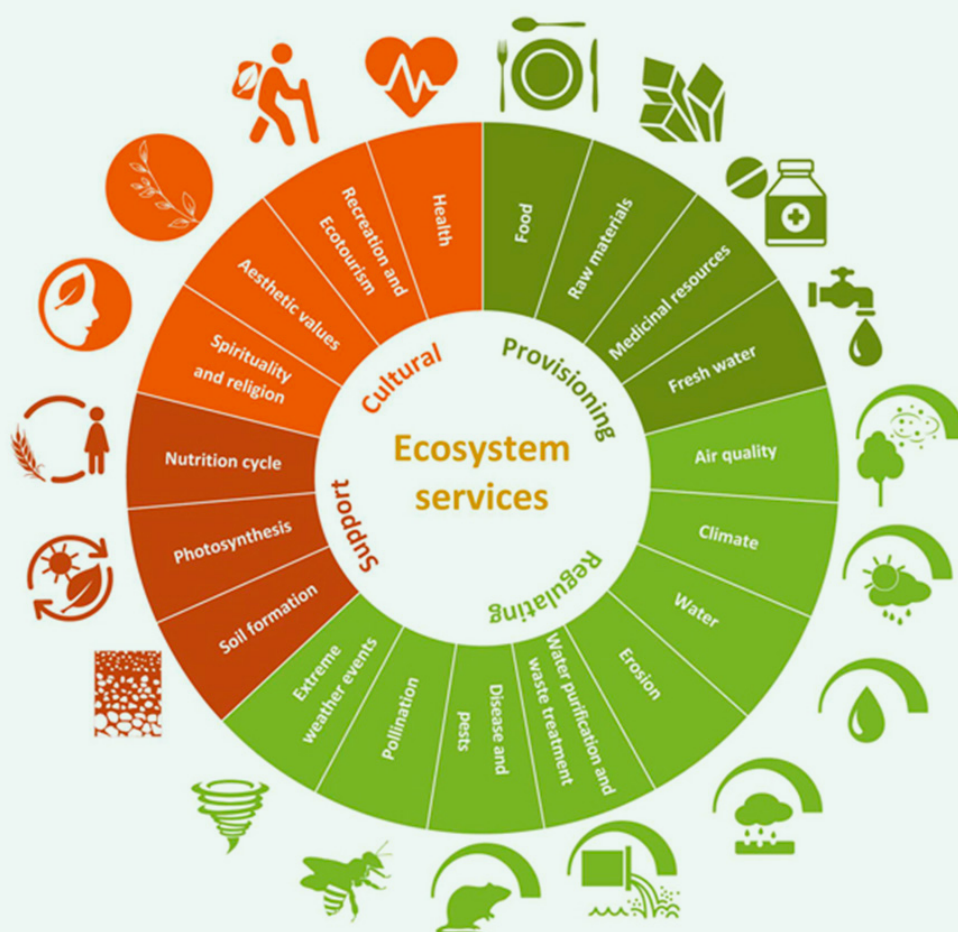 Ecosystem
services
Provisioning
Food
Raw materials
Medicinal resources
Fresh water
Regulating
Air quality
Climate
Water
Erosion
Water purification and
waste treatment
Disease and
pests
Pollination
Extreme
weather events
Support
Soil formation
Photosynthesis
Nutrition cycle
Cultural
Spirituality
and religion
Aesthetic values
Recreation and
Ecotourism
Health